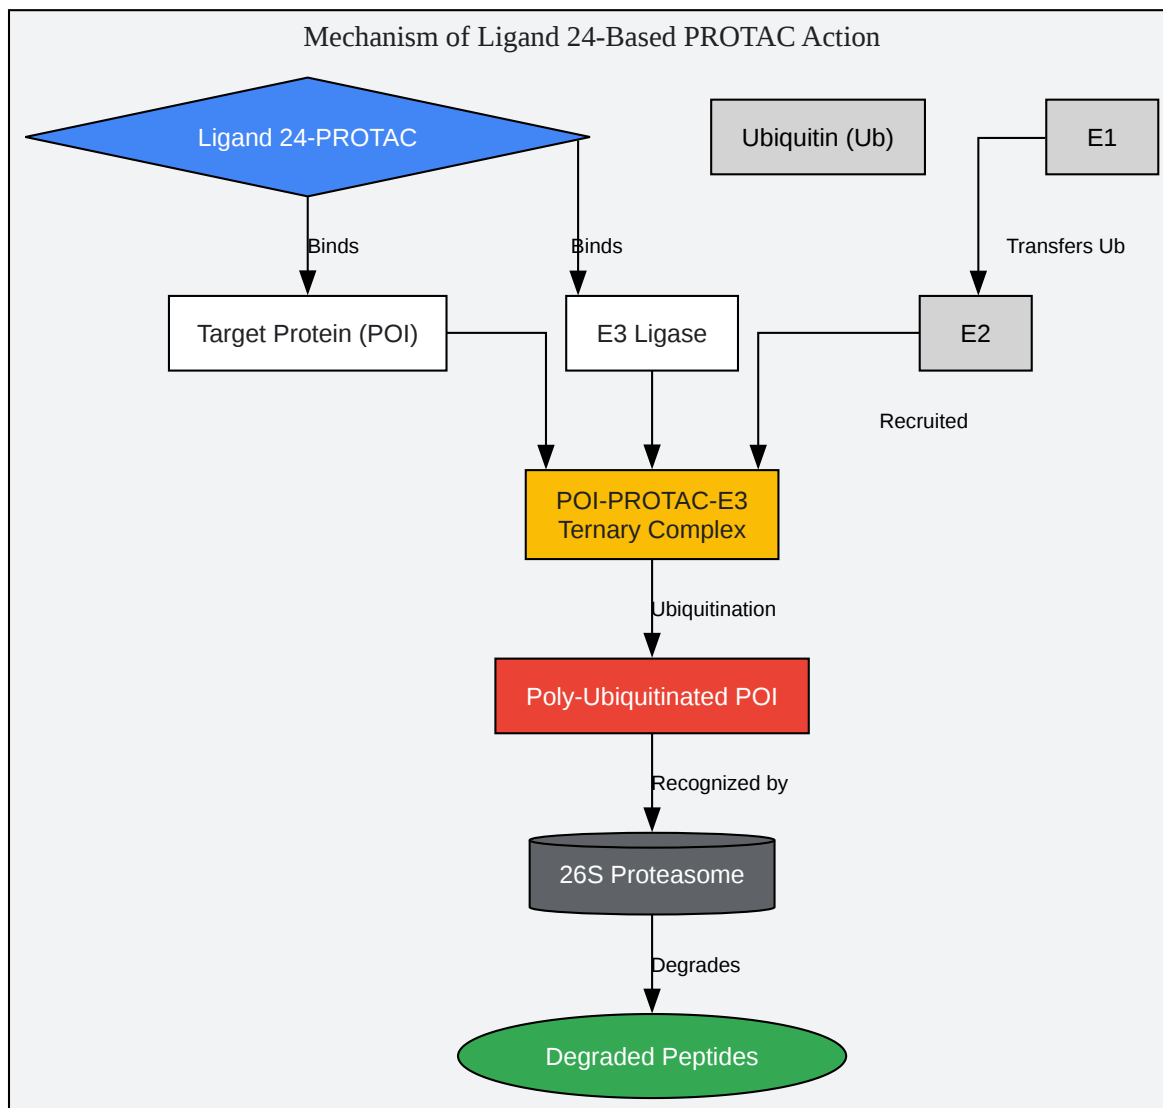 Mechanism of Ligand 24-Based PROTAC Action
Ligand 24-PROTAC
Ubiquitin (Ub)
E1
Binds
Binds
Transfers Ub
Target Protein (POI)
E3 Ligase
E2
Recruited
POI-PROTAC-E3
Ternary Complex
Ubiquitination
Poly-Ubiquitinated POI
Recognized by
26S Proteasome
Degrades
Degraded Peptides